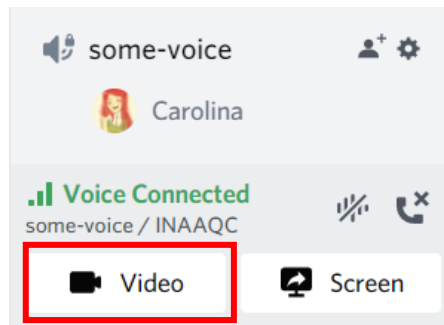 some-voice
Carolina
Voice Connected
some-voice / INAAQC
Video
Screen